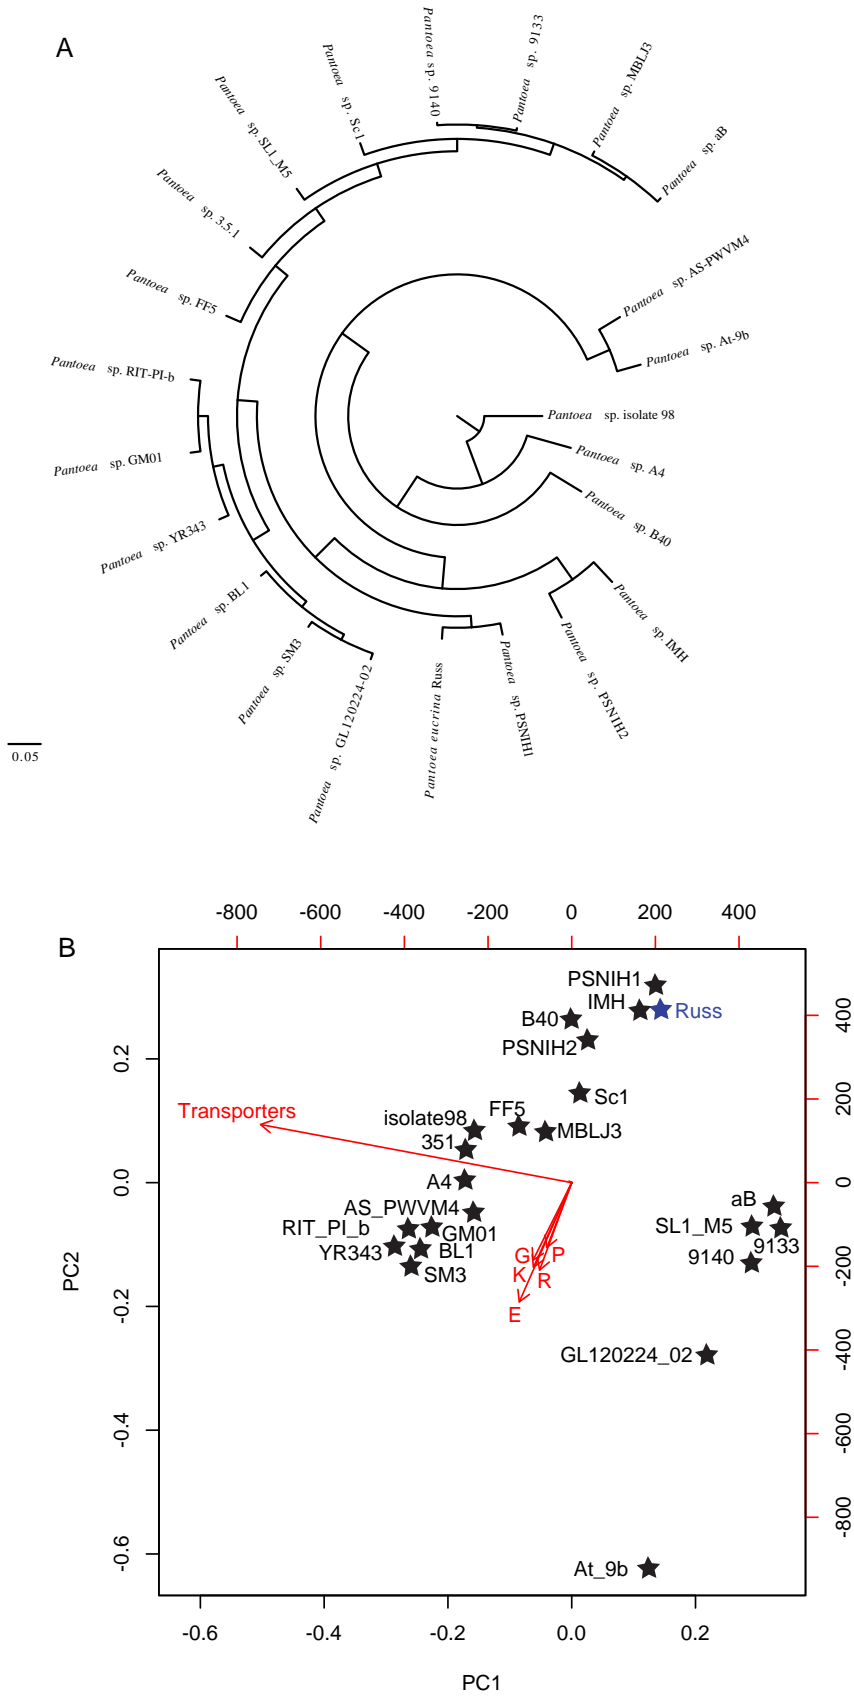 A
Pantoea sp. 9140
Pantoea sp. 9133
Pantoea sp. MBLJ3
Pantoea sp. aB
Pantoea sp. Sc1
Pantoea sp. SL1_M5
Pantoea sp. 3.5.1
Pantoea sp. FF5
Pantoea sp. AS-PWVM4
Pantoea sp. At-9b
Pantoea sp. RIT-PI-b
Pantoea sp. isolate 98
Pantoea sp. GM01
Pantoea sp. A4
Pantoea sp. B40
Pantoea sp. YR343
Pantoea sp. BL1
Pantoea sp. IMH
Pantoea sp. SM3
Pantoea sp. PSNIH2
Pantoea sp. GL120224-02
Pantoea eucrina Russ
Pantoea sp. PSNIH1
0.05
B
-800 -600 -400 -200 0 200 400
PSNIH1
IMH
Russ
B40
PSNIH2
Sc1
FF5
MBLJ3
Transporters
isolate98
351
A4
AS_PWVM4
RIT_PI_b
GM01
YR343
BL1
SM3
aB
SL1_M5
9133
9140
G
L
P
K
R
E
GL120224_02
At_9b
0.2
0.0
-0.2
-0.4
-0.6
PC2
400
200
0
-200
-400
-600
-800
-0.6 -0.4 -0.2 0.0 0.2
PC1